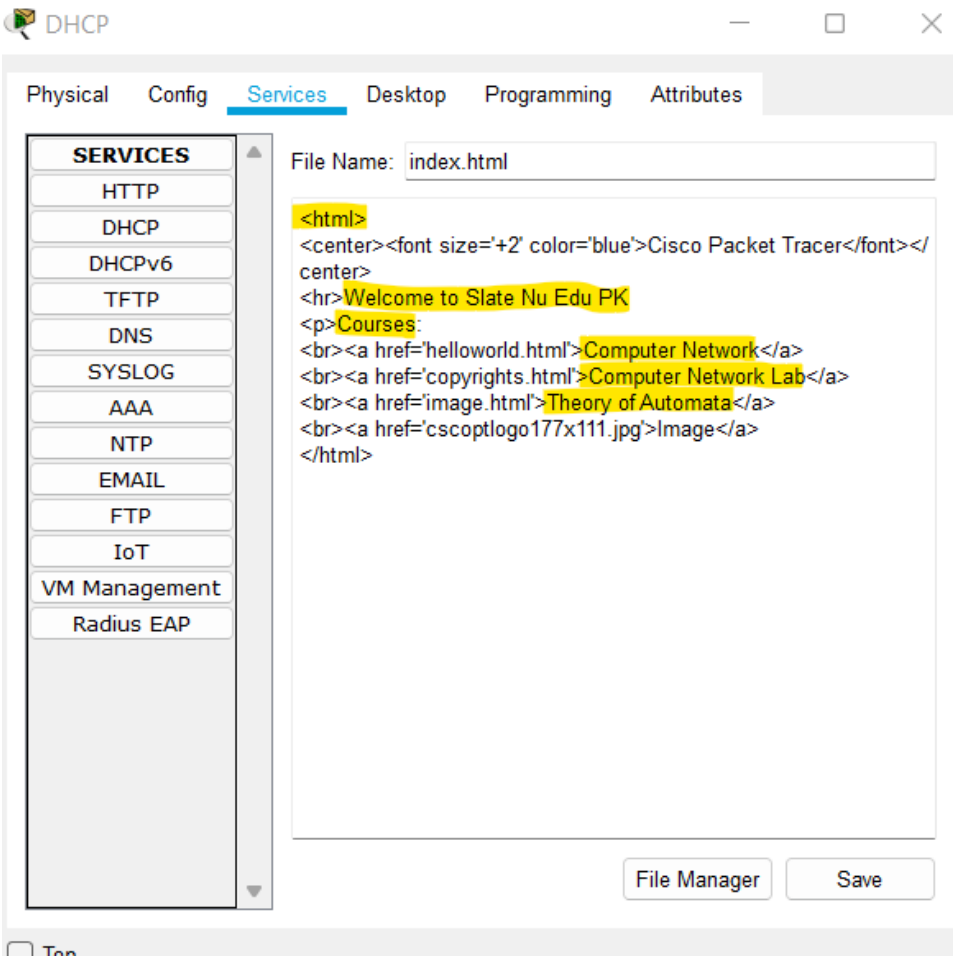 DHCP
Physical Config Services Desktop Programming Attributes
SERVICES
HTTP
DHCP
DHCPv6
TFTP
DNS
SYSLOG
AAA
NTP
EMAIL
FTP
IoT
VM Management
Radius EAP
File Name: index.html
<html>
<center><font size='+2' color='blue'>Cisco Packet Tracer</font></
center>
<hr>Welcome to Slate Nu Edu PK
<p>Courses:
<br><a href='helloworld.html'>Computer Network</a>
<br><a href='copyrights.html'>Computer Network Lab</a>
<br><a href='image.html'>Theory of Automata</a>
<br><a href='cscoptlogo177x111.jpg'>Image</a>
</html>
File Manager Save
Top